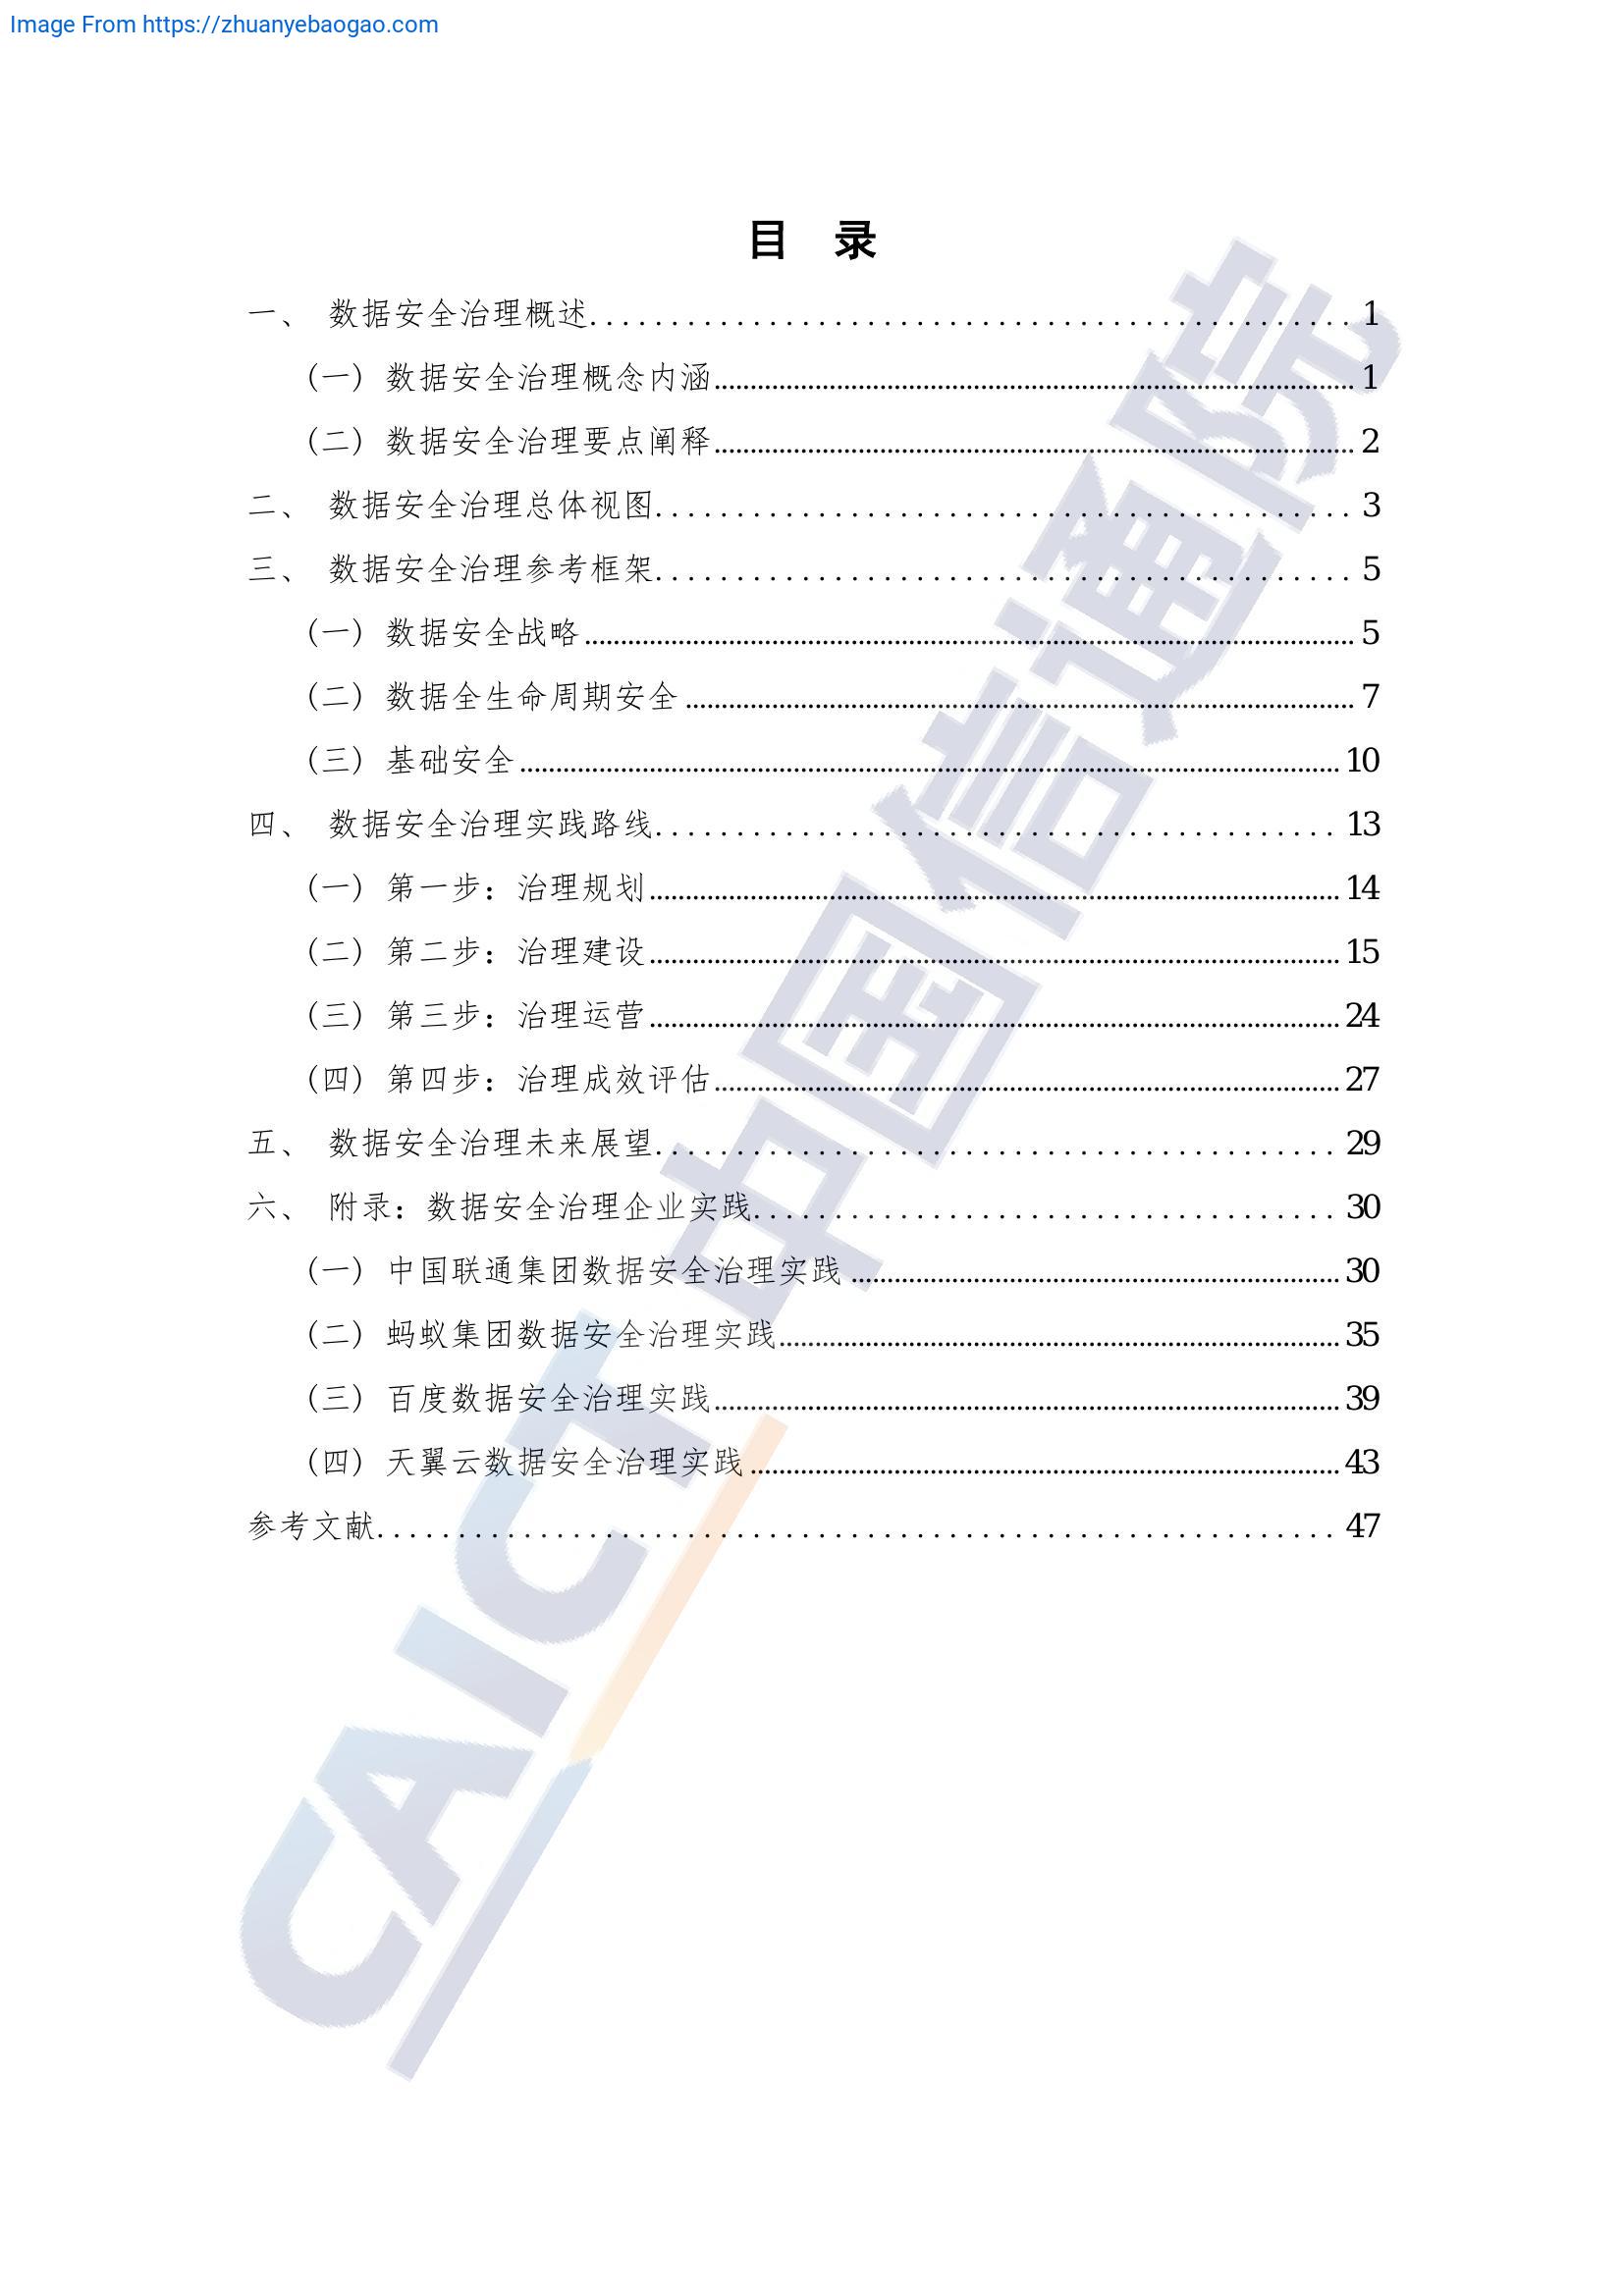 Image From https://zhuanyebaogao.com
目 录
一、 数据安全治理概述........................................ 1
（一）数据安全治理概念内涵........................................ 1
（二）数据安全治理要点阐释........................................ 2
二、 数据安全治理总体视图........................................ 3
三、 数据安全治理参考框架........................................ 5
（一）数据安全战略........................................ 5
（二）数据全生命周期安全........................................ 7
（三）基础安全........................................ 10
四、 数据安全治理实践路线........................................ 13
（一）第一步：治理规划........................................ 14
（二）第二步：治理建设........................................ 15
（三）第三步：治理运营........................................ 24
（四）第四步：治理成效评估........................................ 27
五、 数据安全治理未来展望........................................ 29
六、 附录：数据安全治理企业实践........................................ 30
（一）中国联通集团数据安全治理实践........................................ 30
（二）蚂蚁集团数据安全治理实践........................................ 35
（三）百度数据安全治理实践........................................ 39
（四）天翼云数据安全治理实践........................................ 43
参考文献........................................ 47
CAICT 中国信通院